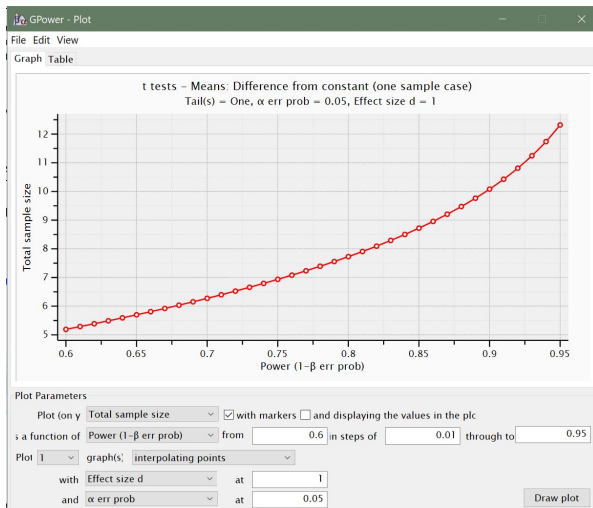 GPower - Plot
File Edit View
Graph Table
t tests – Means: Difference from constant (one sample case)
Tail(s) = One, α err prob = 0.05, Effect size d = 1
12
11
10
9
8
7
6
5
Total sample size
0.6 0.65 0.7 0.75 0.8 0.85 0.9 0.95
Power (1-β err prob)
Plot Parameters
Plot (on y Total sample size with markers and displaying the values in the plc
s a function of Power (1-β err prob) from 0.6 in steps of 0.01 through to 0.95
Plot 1 graph(s) interpolating points
with Effect size d at 1
and α err prob at 0.05 Draw plot